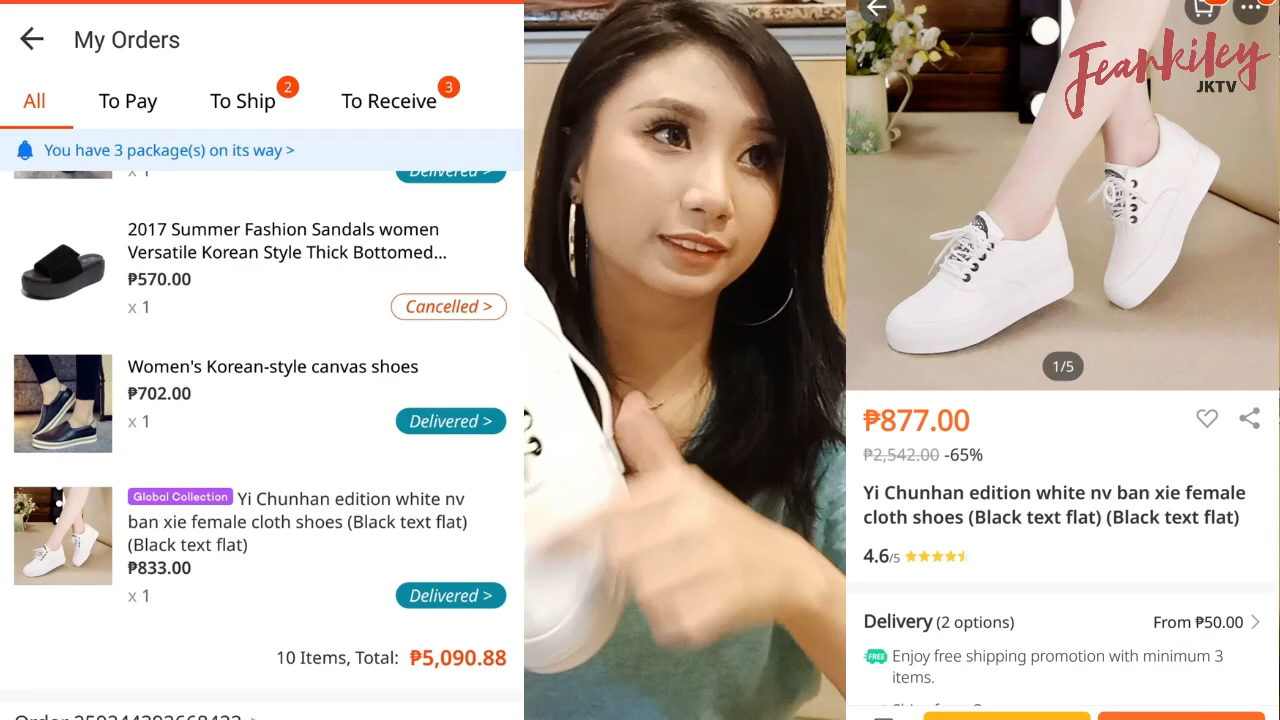 My Orders
All
To Pay
To Ship
2
To Receive
3
You have 3 package(s) on its way >
x 1
Delivered >
2017 Summer Fashion Sandals women
Versatile Korean Style Thick Bottomed...
₱570.00
x 1
Cancelled >
Women's Korean-style canvas shoes
₱702.00
x 1
Delivered >
Global Collection Yi Chunhan edition white nv
ban xie female cloth shoes (Black text flat)
(Black text flat)
₱833.00
x 1
Delivered >
10 Items, Total: ₱5,090.88
Jeankiley
JKTV
1/5
₱877.00
₱2,542.00 -65%
Yi Chunhan edition white nv ban xie female
cloth shoes (Black text flat) (Black text flat)
4.6/5
Delivery (2 options)
From ₱50.00
FREE Enjoy free shipping promotion with minimum 3
items.